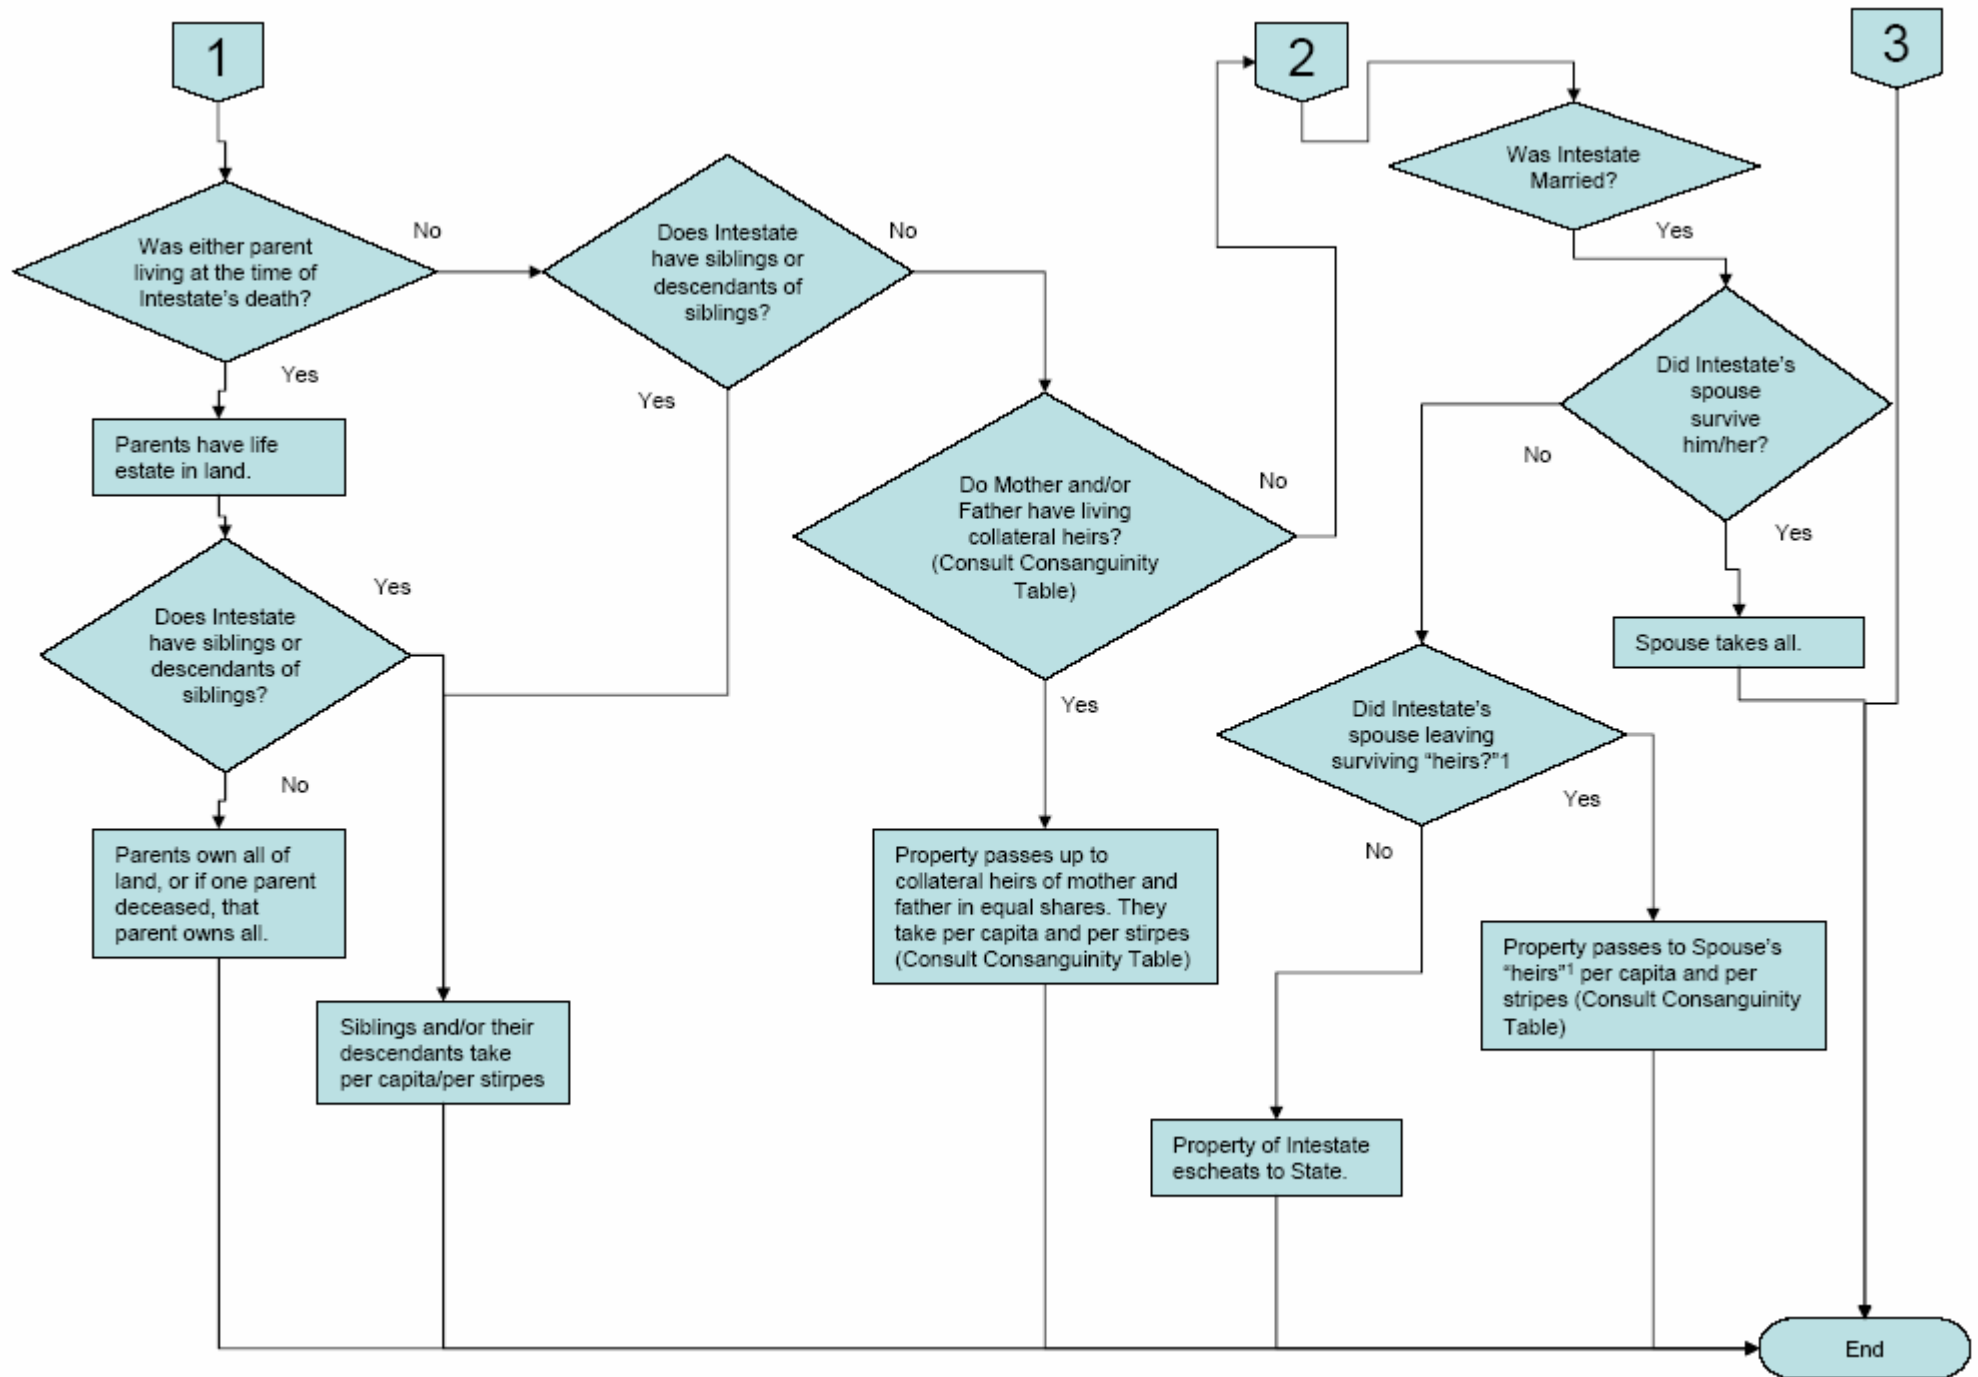 1
2
3
Was Intestate
Married?
Yes
Was either parent
living at the time of
Intestate's death?
No
Does Intestate
have siblings or
descendants of
siblings?
No
Yes
Yes
Parents have life
estate in land.
Did Intestate's
spouse
survive
him/her?
No
Yes
Do Mother and/or
Father have living
collateral heirs?
(Consult Consanguinity
Table)
No
Yes
Does Intestate
have siblings or
descendants of
siblings?
Yes
No
Spouse takes all.
Did Intestate's
spouse leaving
surviving “heirs?”1
Yes
No
Parents own all of
land, or if one parent
deceased, that
parent owns all.
Siblings and/or their
descendants take
per capita/per stirpes
Property passes up to
collateral heirs of mother and
father in equal shares. They
take per capita and per stirpes
(Consult Consanguinity Table)
Property passes to Spouse's
“heirs”¹ per capita and per
stripes (Consult Consanguinity
Table)
Property of Intestate
escheats to State.
End